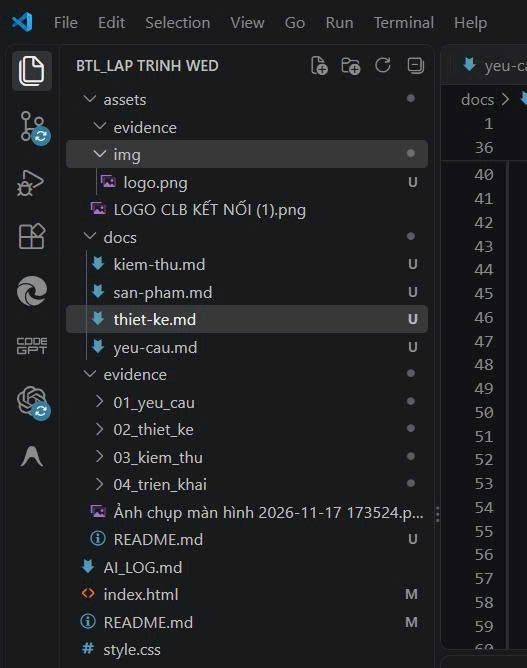 File Edit Selection View Go Run Terminal Help
BTL_LAP TRINH WED
assets
evidence
img
logo.png U
LOGO CLB KẾT NỐI (1).png
docs
kiem-thu.md U
san-pham.md U
thiet-ke.md U
yeu-cau.md U
evidence
01_yeu_cau
02_thiet_ke
03_kiem_thu
04_trien_khai
Ảnh chụp màn hình 2026-11-17 173524.p...
README.md U
AI_LOG.md
index.html M
README.md M
style.css
CODE
GPT
yeu-ca
docs >
1
36
40
41
42
43
44
45
46
47
48
49
50
51
52
53
54
55
56
57
58
59
60